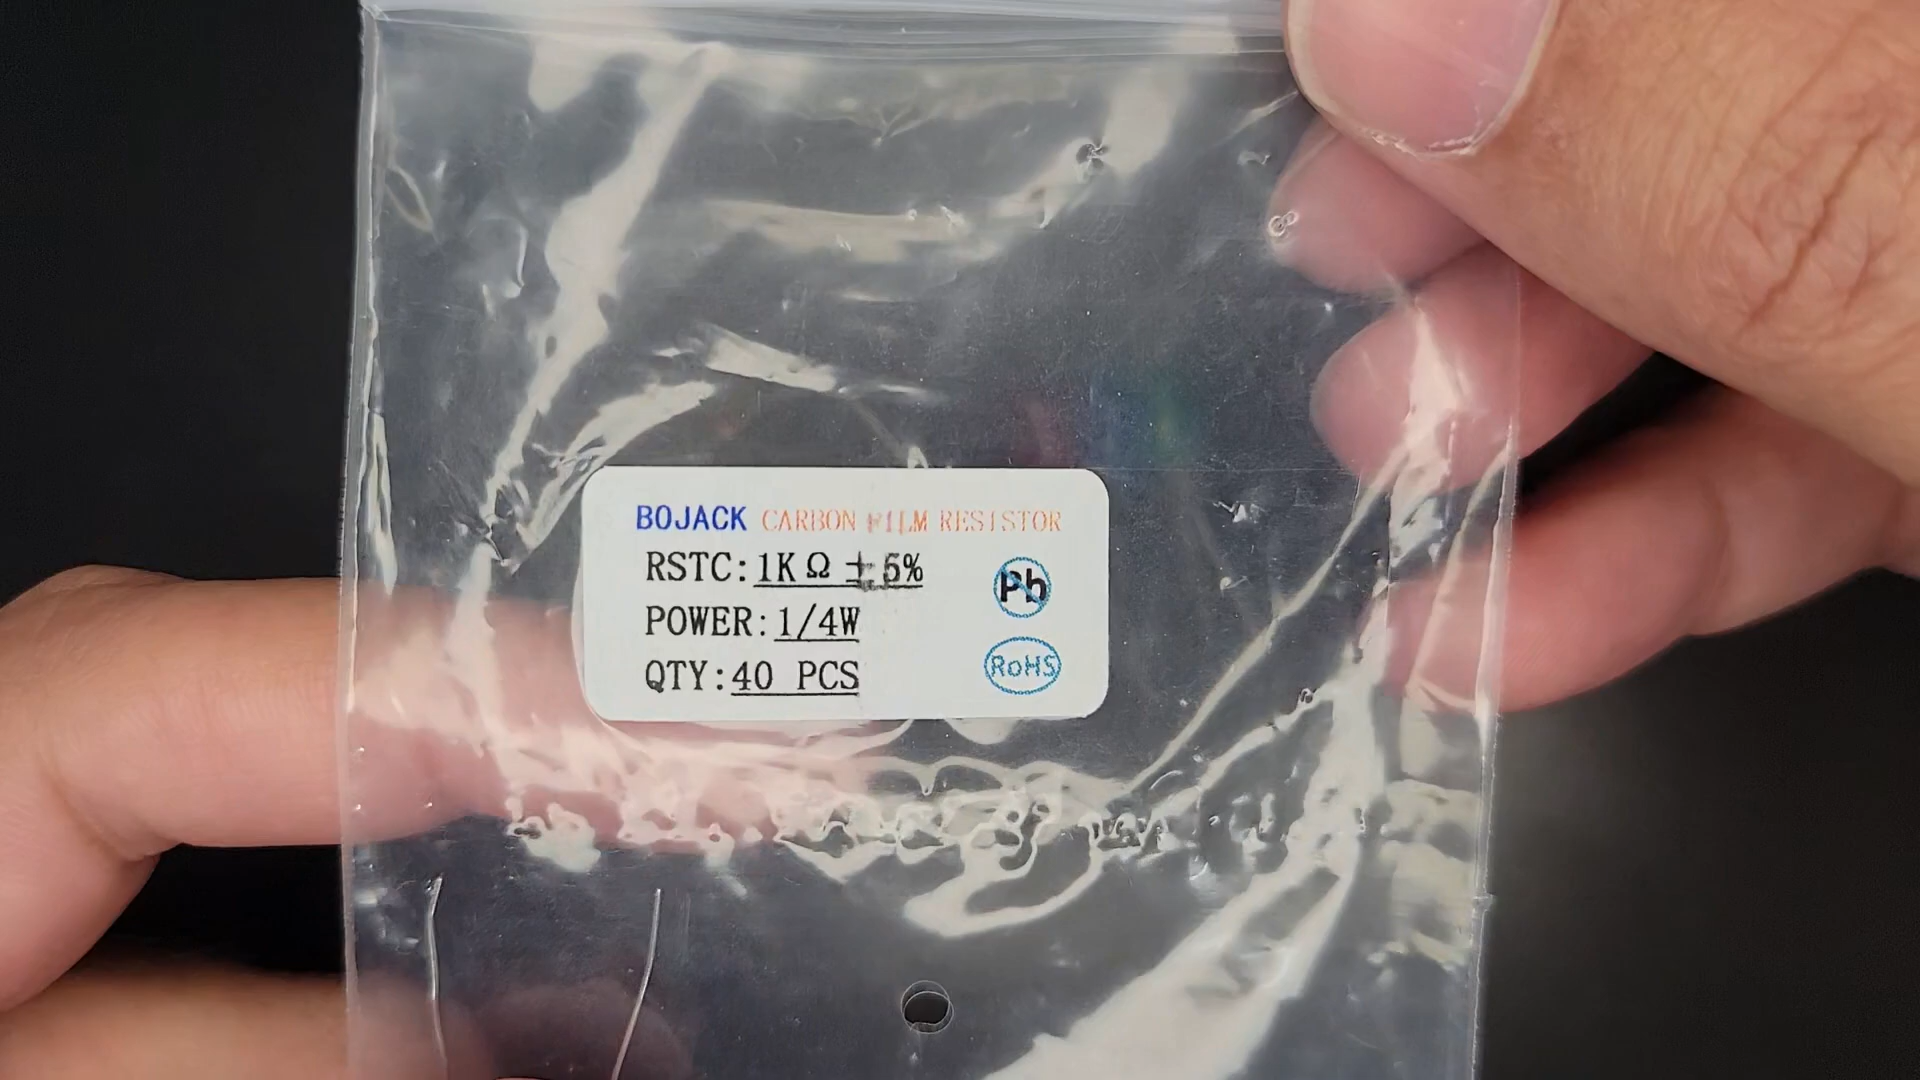 BOJACK CARBON FILM RESISTOR
RSTC: 1KΩ ±5%
POWER: 1/4W
QTY: 40 PCS
Pb
RoHS